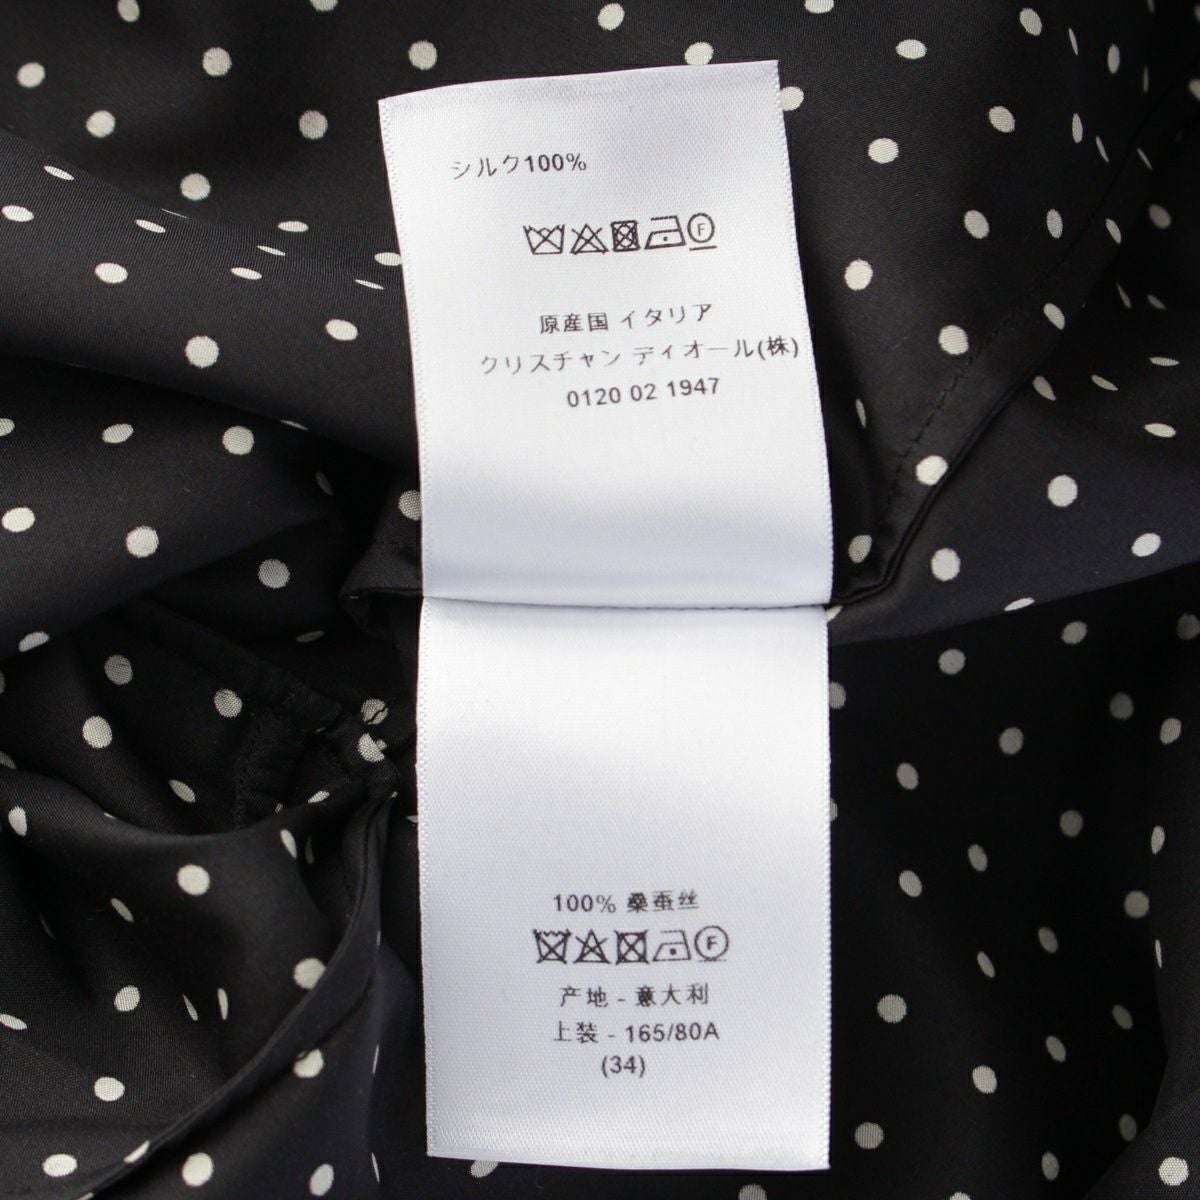 シルク100%
F
原産国 イタリア
クリスチャン ディオール(株)
0120 02 1947
100% 桑蚕丝
F
产地 - 意大利
上装 - 165/80A
(34)